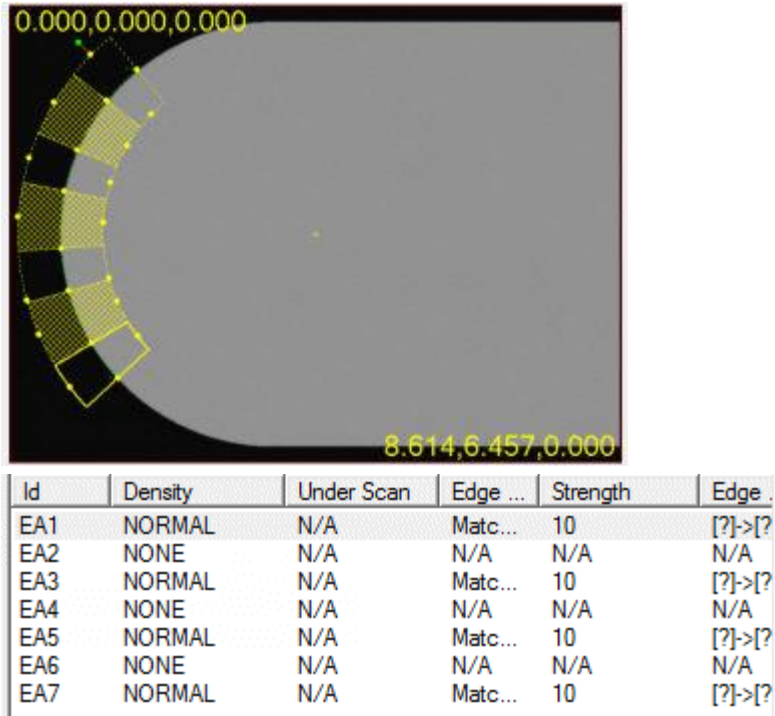 0.000,0.000,0.000
8.614,6.457,0.000
Id Density Under Scan Edge ... Strength Edge .
EA1 NORMAL N/A Matc... 10 [?]->[?
EA2 NONE N/A N/A N/A N/A
EA3 NORMAL N/A Matc... 10 [?]->[?
EA4 NONE N/A N/A N/A N/A
EA5 NORMAL N/A Matc... 10 [?]->[?
EA6 NONE N/A N/A N/A N/A
EA7 NORMAL N/A Matc... 10 [?]->[?